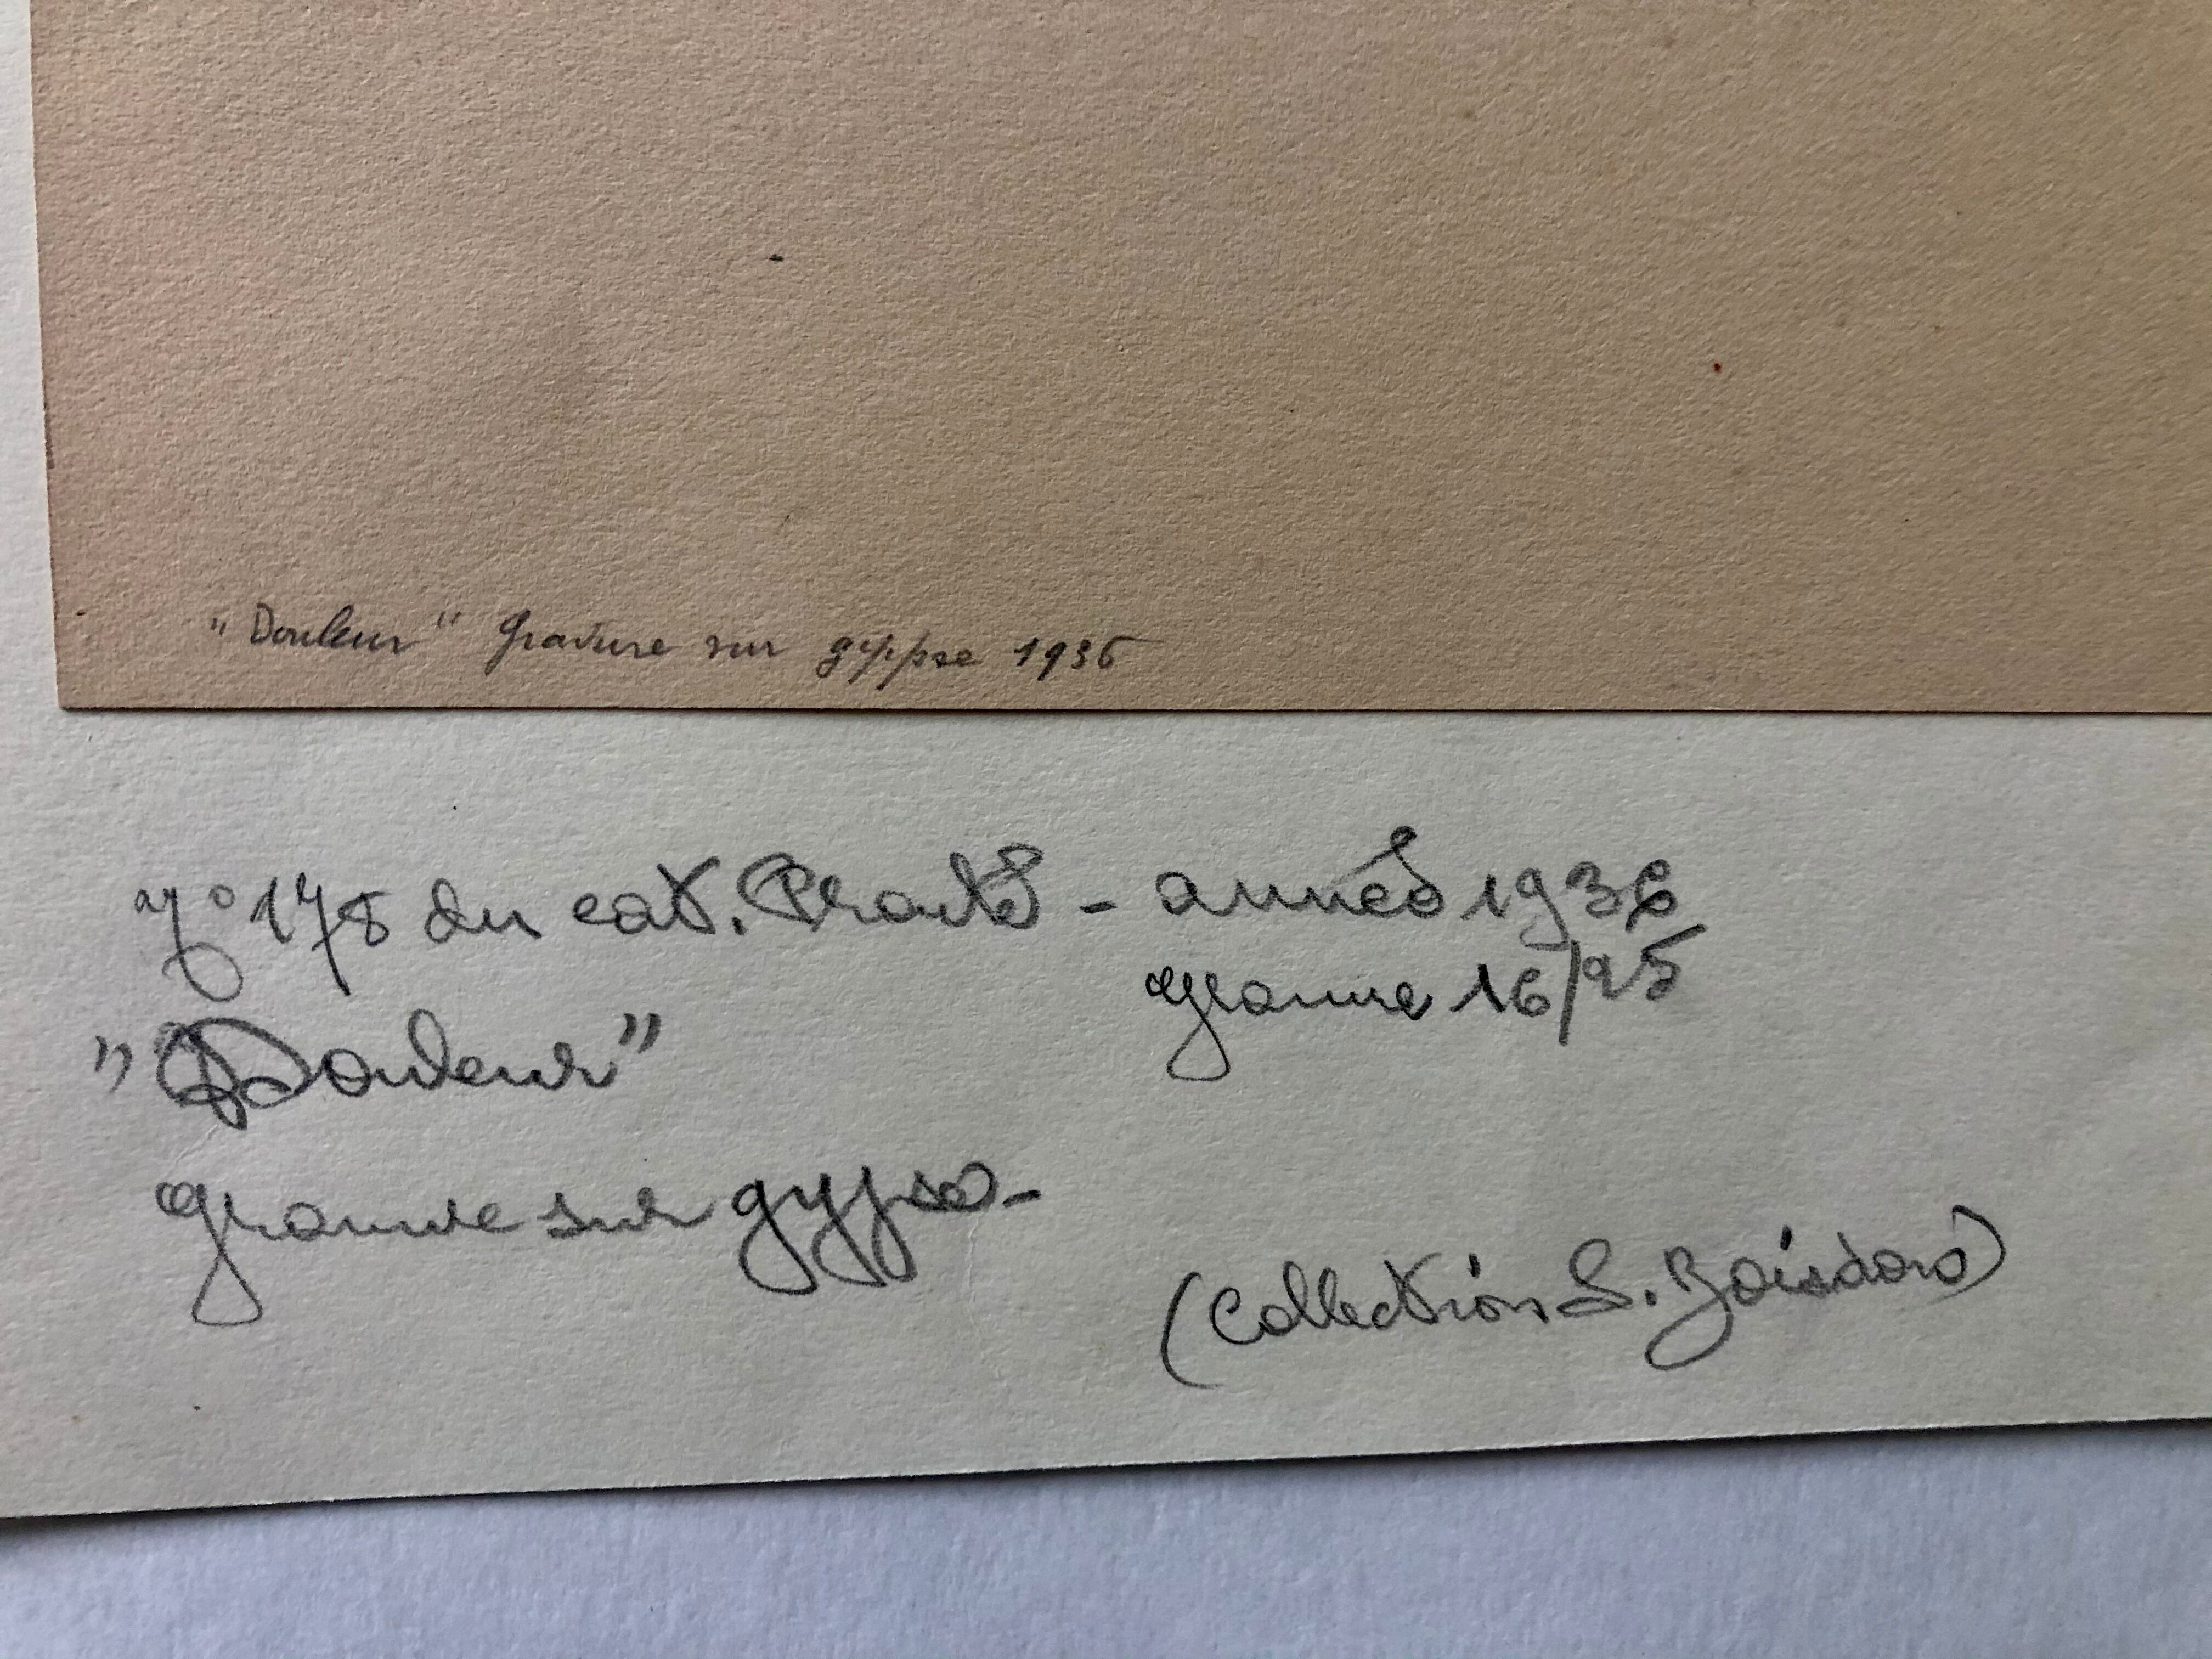 "Douleur" Gravure sur gypse 1936
n° 178 du cat. Prouté - année 1936
gravure 16/25
"Douleur"
gravure sur gypse -
(Collection S. Boisdoré)